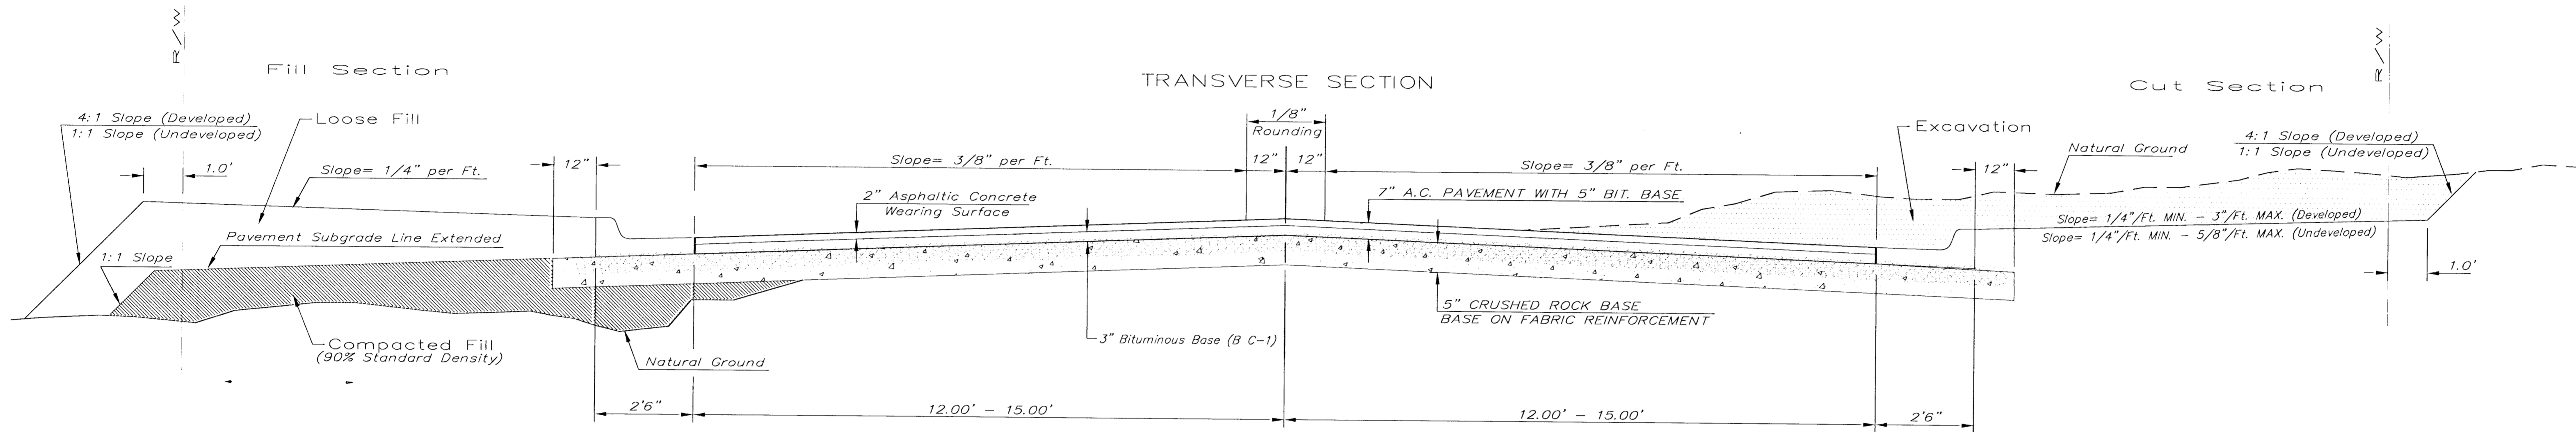 R/W
Fill Section
TRANSVERSE SECTION
Cut Section
R/W
4:1 Slope (Developed)
1:1 Slope (Undeveloped)
Loose Fill
1.0'
Slope= 1/4" per Ft.
12"
Slope= 3/8" per Ft.
1/8"
Rounding
12"
12"
Slope= 3/8" per Ft.
Excavation
Natural Ground
4:1 Slope (Developed)
1:1 Slope (Undeveloped)
12"
2" Asphaltic Concrete
Wearing Surface
7" A.C. PAVEMENT WITH 5" BIT. BASE
Slope= 1/4"/Ft. MIN. - 3"/Ft. MAX. (Developed)
Slope= 1/4"/Ft. MIN. - 5/8"/Ft. MAX. (Undeveloped)
Pavement Subgrade Line Extended
1:1 Slope
1.0'
5" CRUSHED ROCK BASE
BASE ON FABRIC REINFORCEMENT
3" Bituminous Base (B C-1)
Compacted Fill
(90% Standard Density)
Natural Ground
2'6"
12.00' - 15.00'
12.00' - 15.00'
2'6"